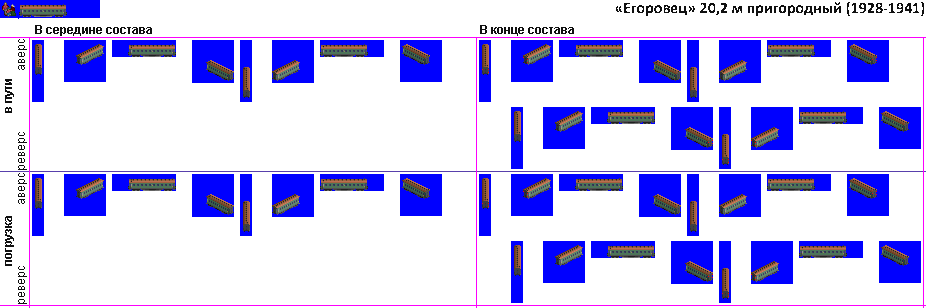 «Егоровец» 20,2 м пригородный (1928-1941)
В середине состава
В конце состава
аверс
в пути
реверс
аверс
погрузка
реверс